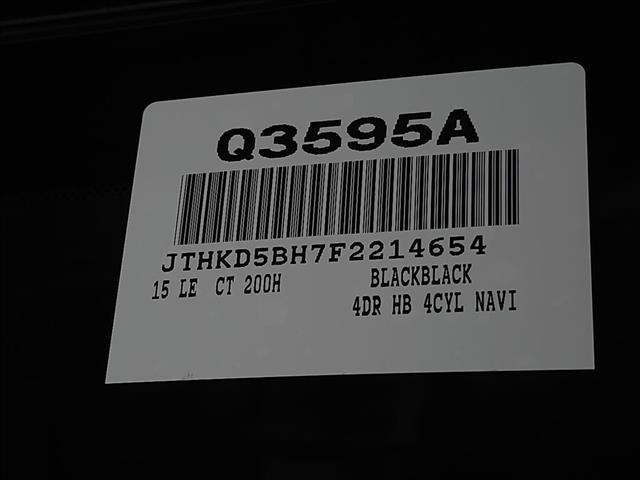 Q3595A
JTHKD5BH7F2214654
15 LE CT 200H BLACKBLACK
4DR HB 4CYL NAVI